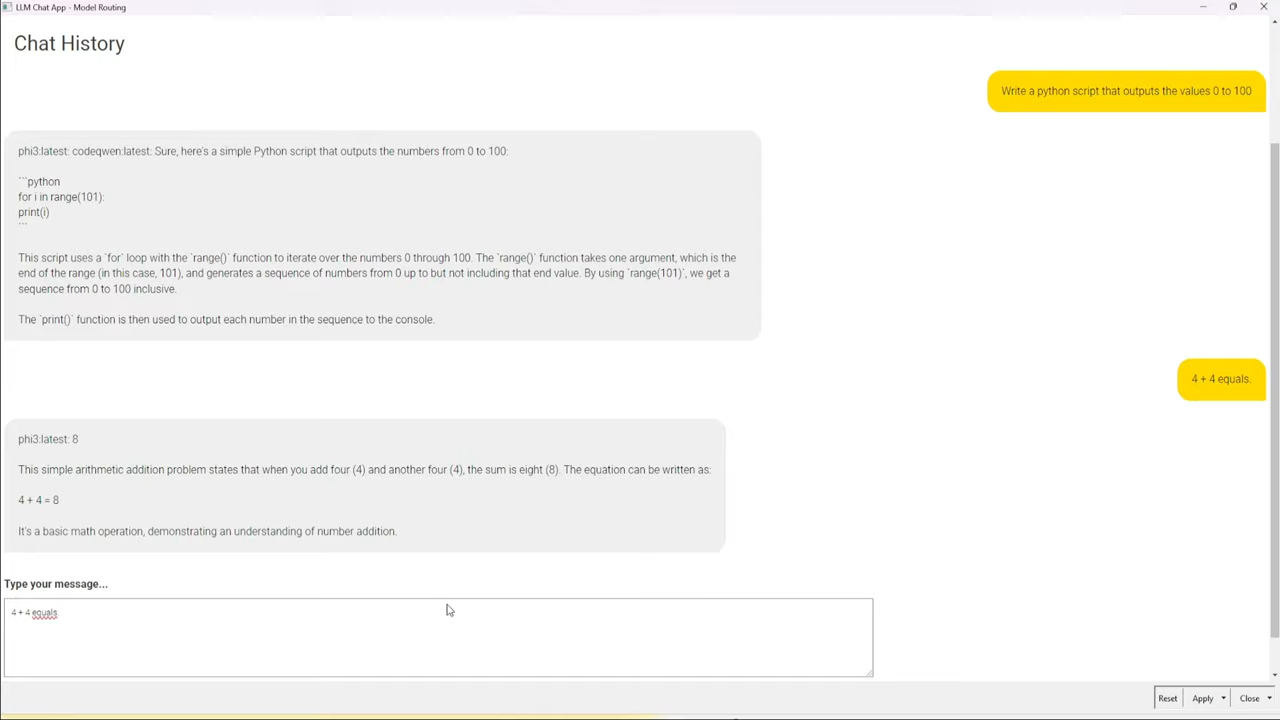 LLM Chat App - Model Routing
Chat History
Write a python script that outputs the values 0 to 100
phi3:latest: codeqwen:latest: Sure, here's a simple Python script that outputs the numbers from 0 to 100:
```python
for i in range(101):
print(i)
```
This script uses a `for` loop with the `range()` function to iterate over the numbers 0 through 100. The `range()` function takes one argument, which is the
end of the range (in this case, 101), and generates a sequence of numbers from 0 up to but not including that end value. By using `range(101)`, we get a
sequence from 0 to 100 inclusive.
The `print()` function is then used to output each number in the sequence to the console.
4 + 4 equals.
phi3:latest: 8
This simple arithmetic addition problem states that when you add four (4) and another four (4), the sum is eight (8). The equation can be written as:
4 + 4 = 8
It's a basic math operation, demonstrating an understanding of number addition.
Type your message...
4 + 4 equals.
Reset Apply Close